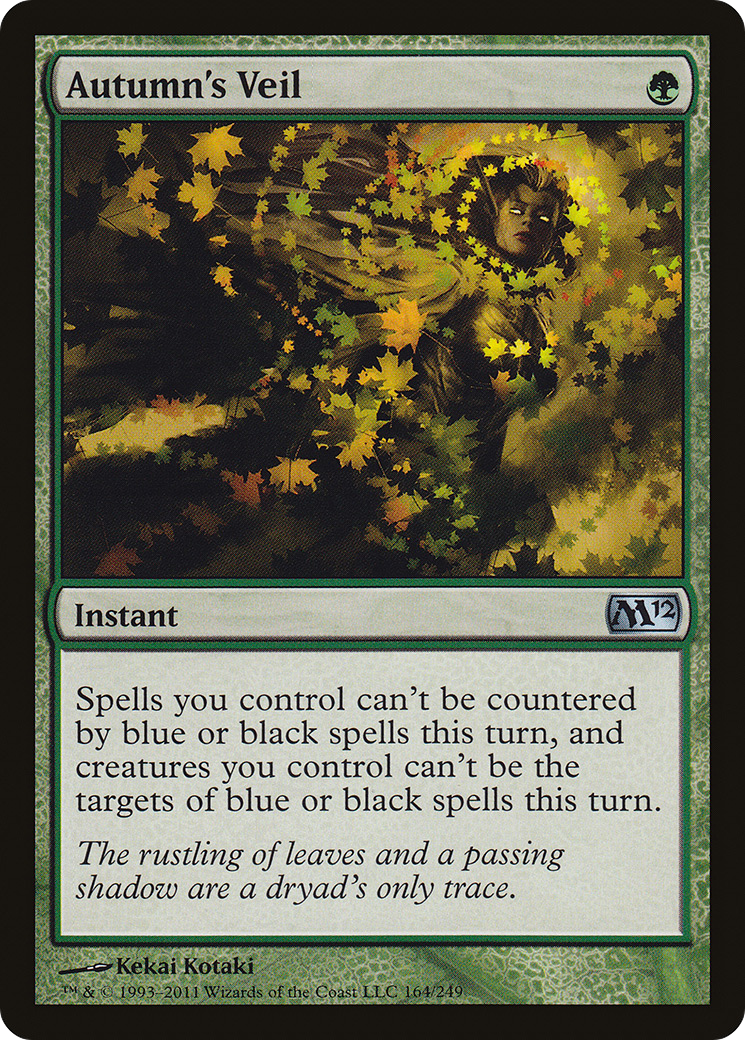 Autumn's Veil
Instant
M12
Spells you control can't be countered
by blue or black spells this turn, and
creatures you control can't be the
targets of blue or black spells this turn.
The rustling of leaves and a passing
shadow are a dryad's only trace.
Kekai Kotaki
™ & © 1993–2011 Wizards of the Coast LLC 164/249